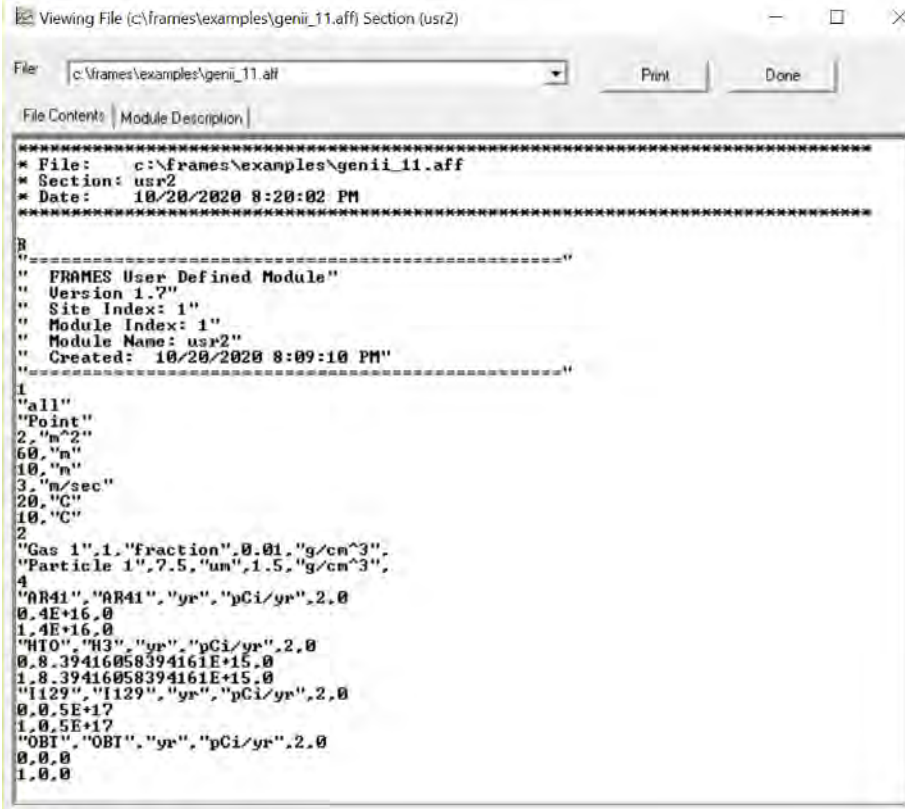 Viewing File (c:\frames\examples\genii_11.aff) Section (usr2)
File: c:\frames\examples\genii_11.aff Print Done
File Contents Module Description
*********************************************************************************
* File: c:\frames\examples\genii_11.aff
* Section: usr2
* Date: 10/20/2020 8:20:02 PM
*********************************************************************************
"=================================================="
" FRAMES User Defined Module"
" Version 1.7"
" Site Index: 1"
" Module Index: 1"
" Module Name: usr2"
" Created: 10/20/2020 8:09:10 PM"
"=================================================="
1
"all"
"Point"
2,"m^2"
60,"m"
10,"m"
3,"m/sec"
20,"C"
10,"C"
2
"Gas 1",1,"fraction",0.01,"g/cm^3",
"Particle 1",7.5,"um",1.5,"g/cm^3",
4
"AR41","AR41","yr","pCi/yr",2,0
0,4E+16,0
1,4E+16,0
"HTO","H3","yr","pCi/yr",2,0
0,8.39416058394161E+15,0
1,8.39416058394161E+15,0
"I129","I129","yr","pCi/yr",2,0
0,0,5E+17
1,0,5E+17
"OBT","OBT","yr","pCi/yr",2,0
0,0,0
1,0,0